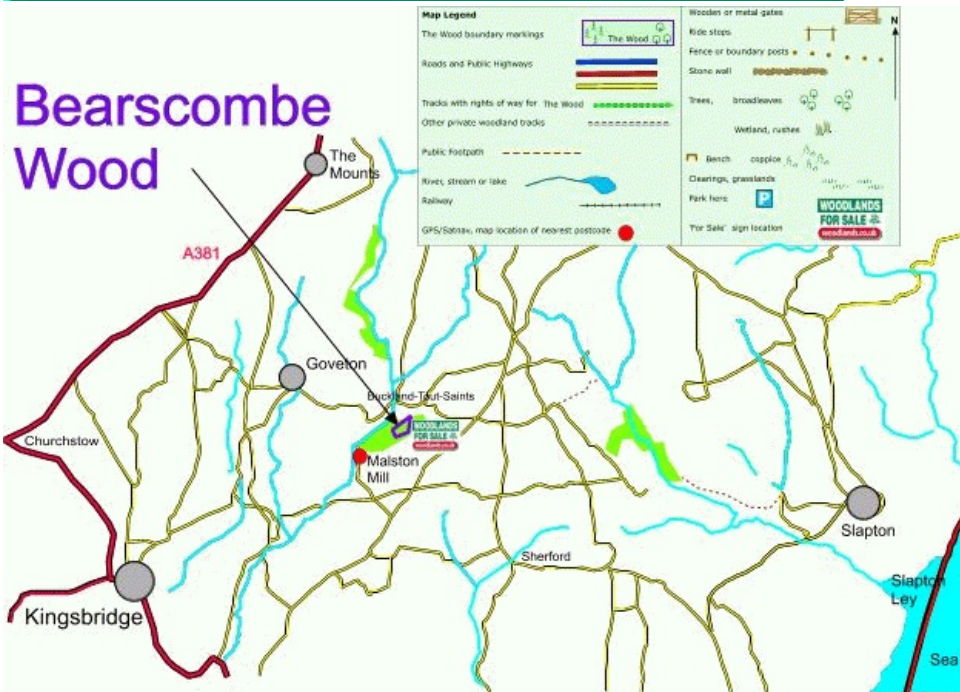 Bearscombe
Wood
Map Legend
The Wood boundary markings
The Wood
Roads and Public Highways
Tracks with rights of way for The Wood
Other private woodland tracks
Public Footpath
River, stream or lake
Railway
GPS/Satnav, map location of nearest postcode
Wooden or metal gates
Ride stops
Fence or boundary posts
Stone wall
Trees, broadleaves
Wetland, rushes
Bench coppice
Clearings, grasslands
Park here
P
'For Sale' sign location
WOODLANDS
FOR SALE
woodlands.co.uk
N
The
Mounts
A381
Goveton
Buckland-Tout-Saints
WOODLANDS
FOR SALE
Churchstow
Malston
Mill
Slapton
Sherford
Slapton
Ley
Kingsbridge
Sea